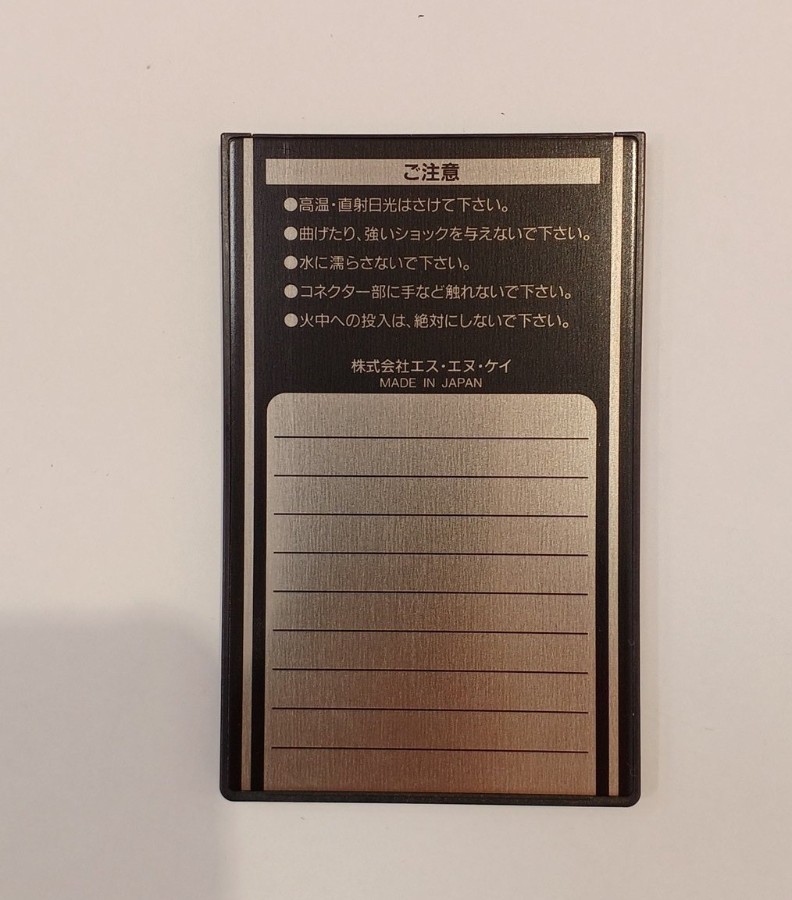 ご注意
●高温・直射日光はさけて下さい。
●曲げたり、強いショックを与えないで下さい。
●水に濡らさないで下さい。
●コネクター部に手など触れないで下さい。
●火中への投入は、絶対にしないで下さい。
株式会社エス・エヌ・ケイ
MADE IN JAPAN